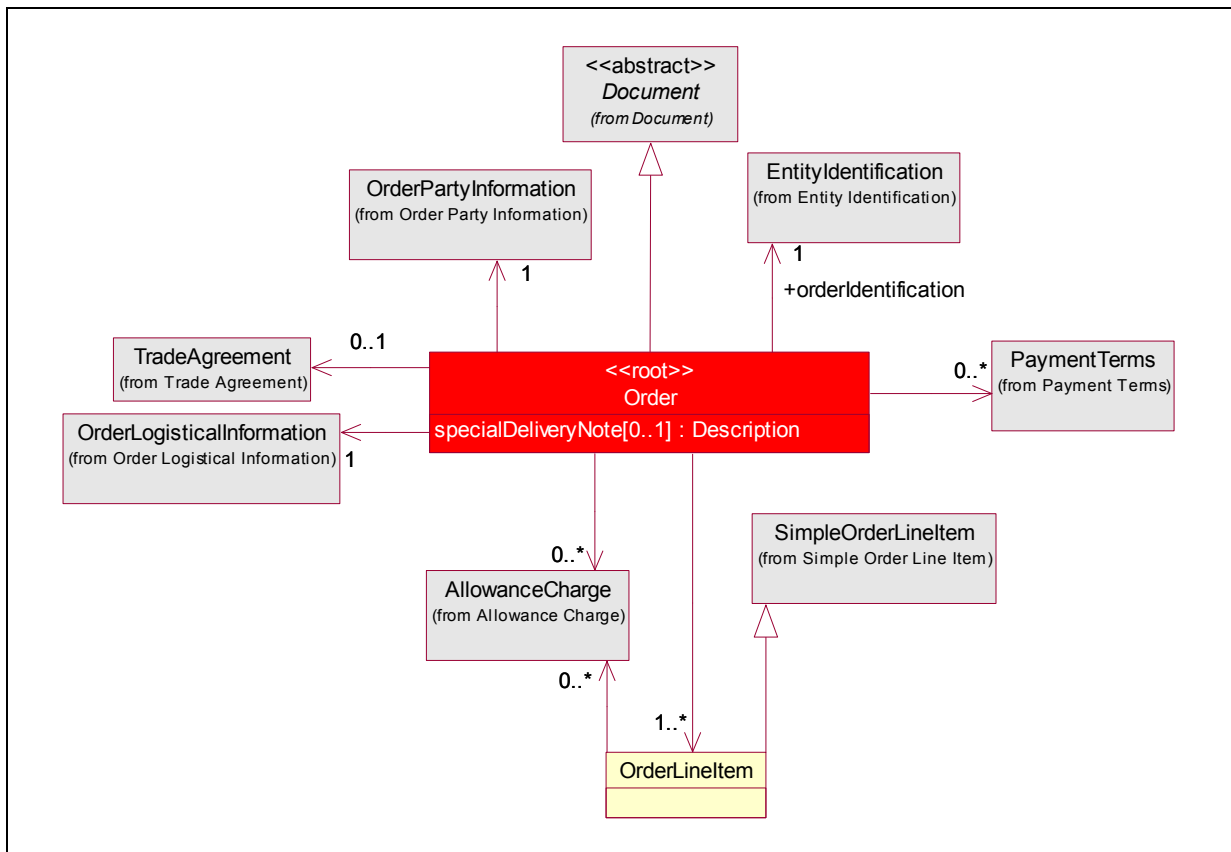 <<abstract>>
Document
(from Document)
EntityIdentification
(from Entity Identification)
OrderPartyInformation
(from Order Party Information)
1
1
+orderIdentification
0..1
TradeAgreement
(from Trade Agreement)
<<root>>
Order
specialDeliveryNote[0..1] : Description
PaymentTerms
(from Payment Terms)
0..*
OrderLogisticalInformation
(from Order Logistical Information)
1
SimpleOrderLineItem
(from Simple Order Line Item)
0..*
AllowanceCharge
(from Allowance Charge)
0..*
1..*
OrderLineItem